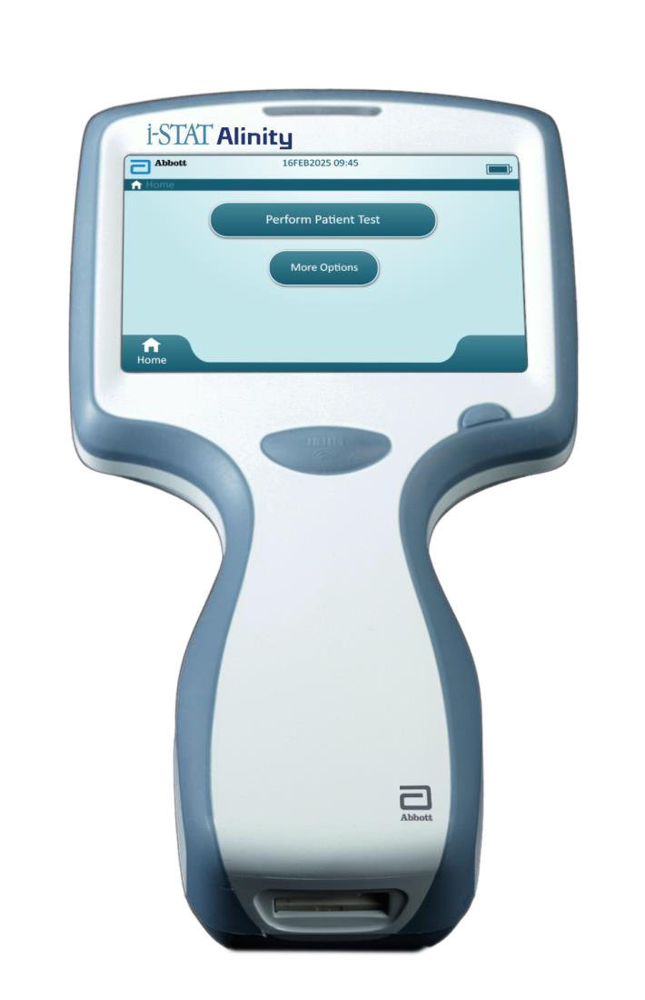 i-STAT Alinity
Abbott
16FEB2025 09:45
Home
Perform Patient Test
More Options
Home
Abbott